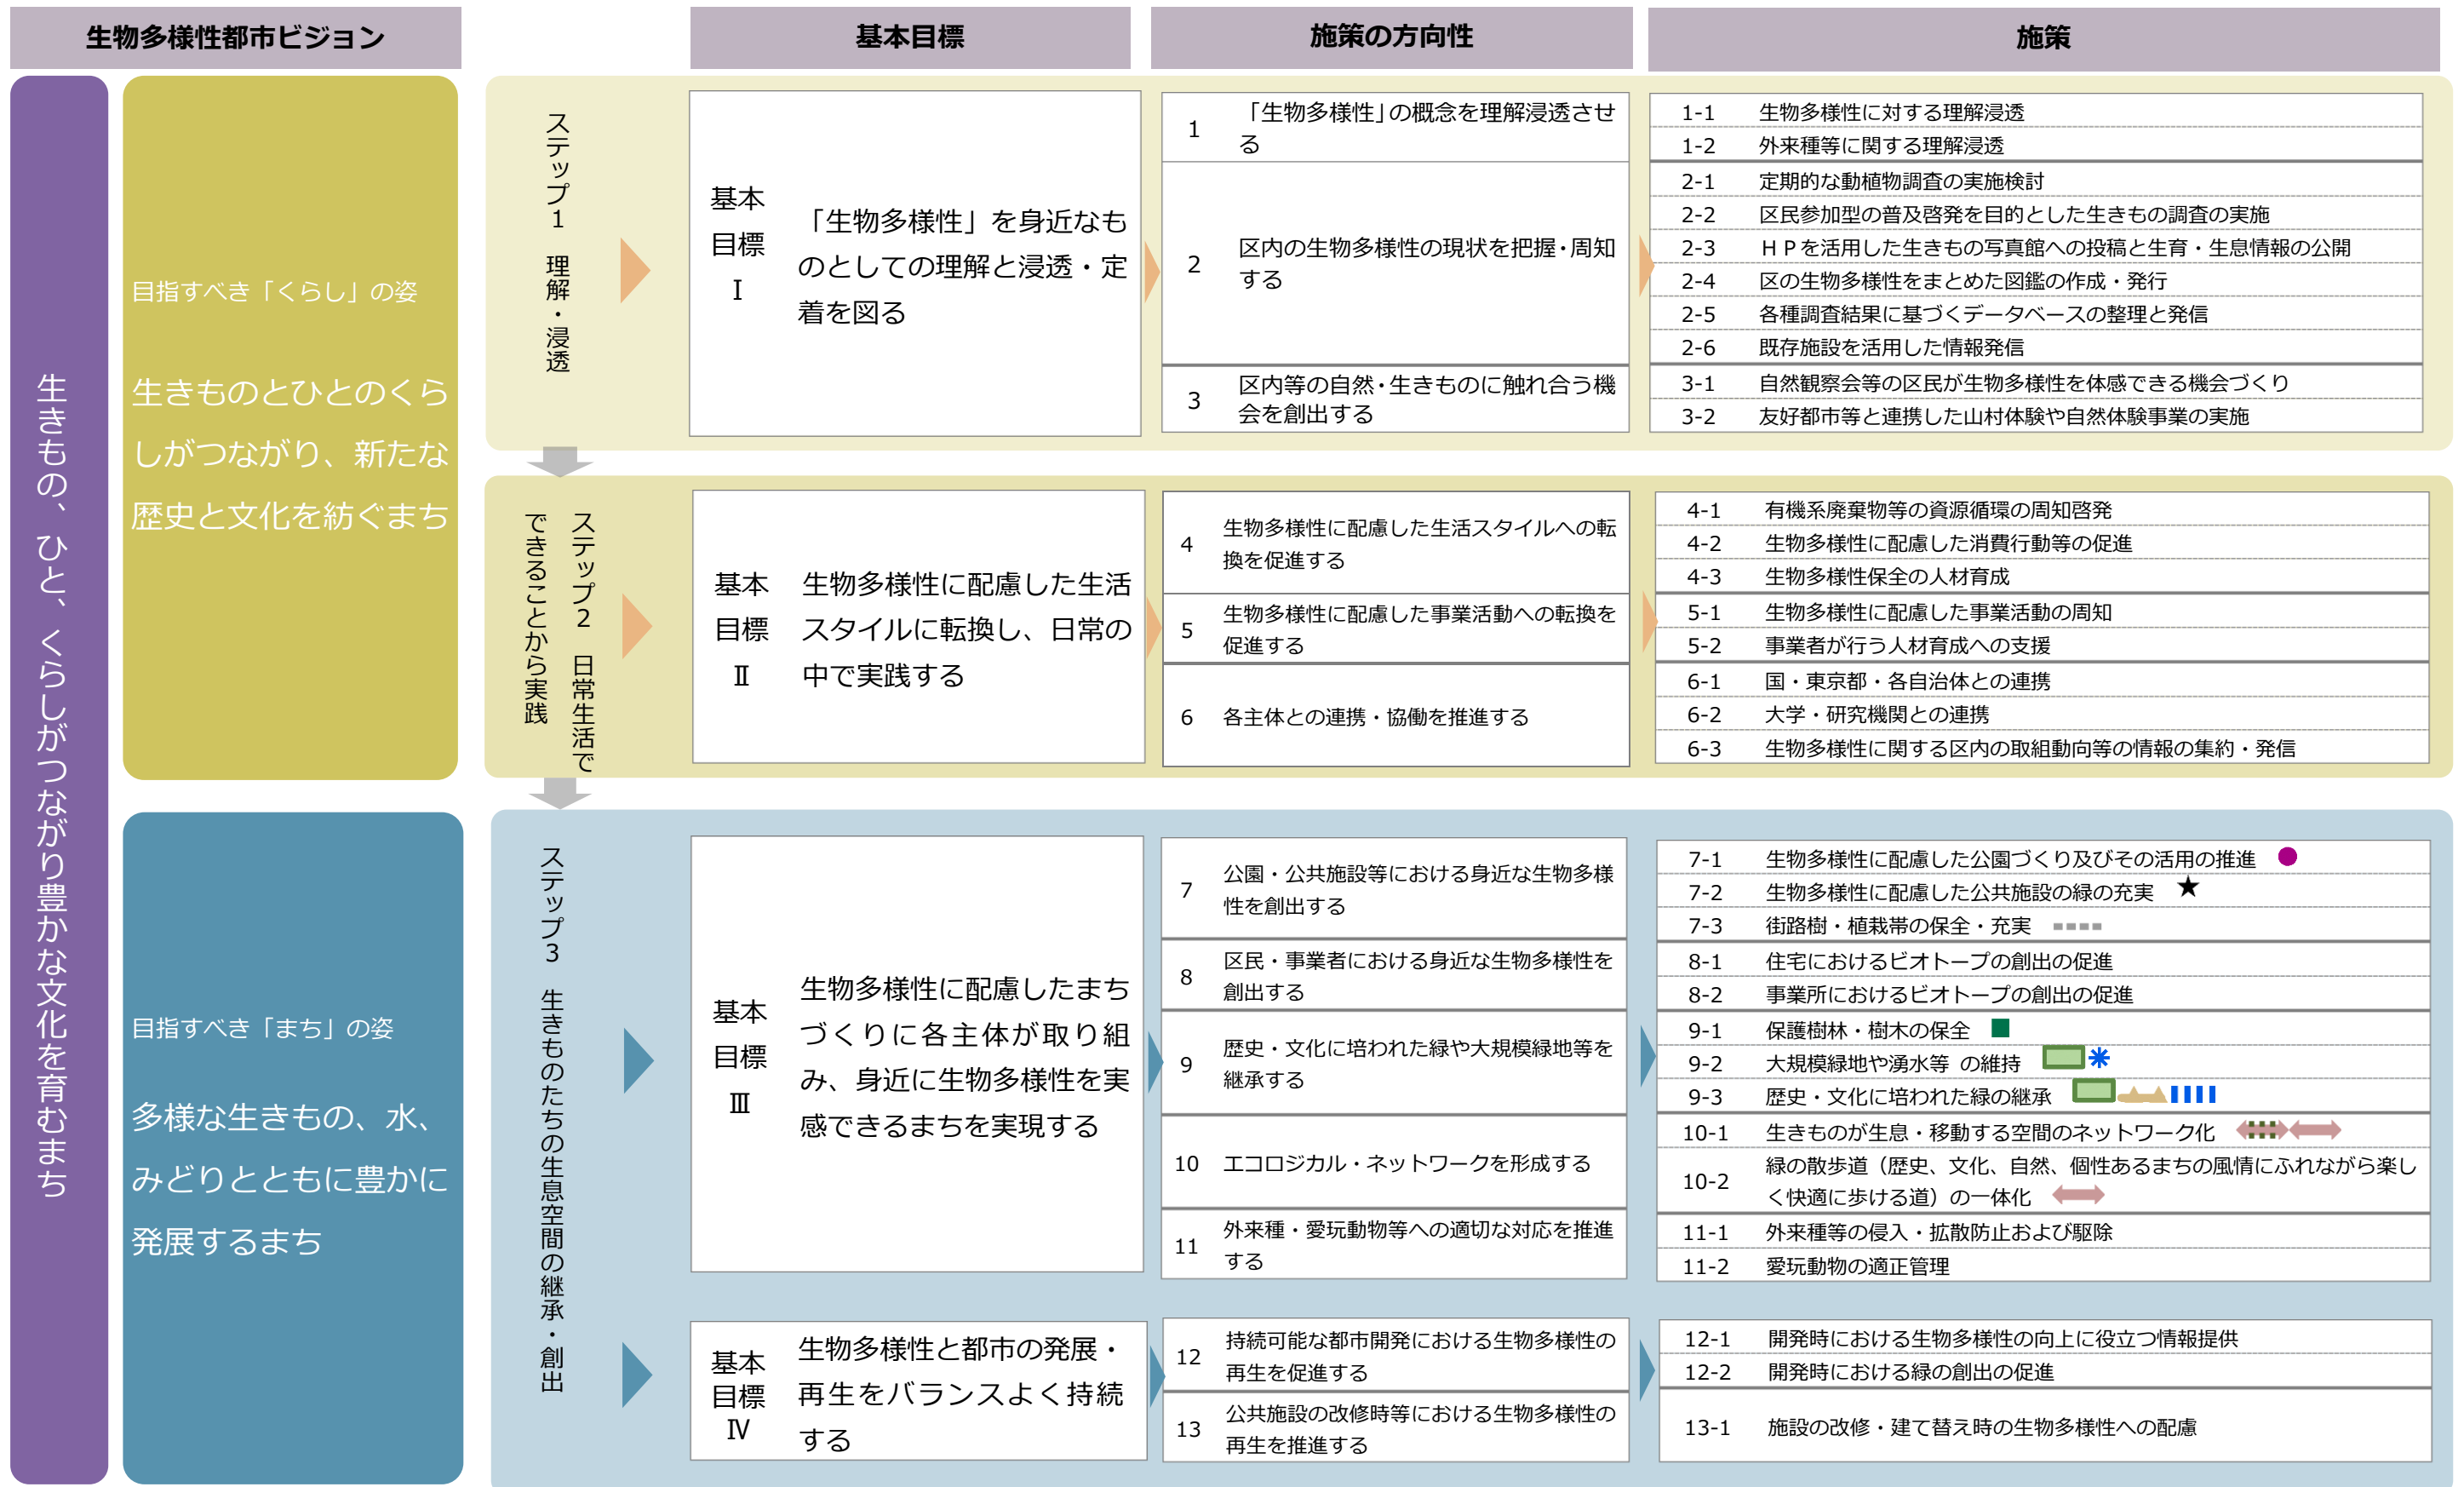 生物多様性都市ビジョン
基本目標
施策の方向性
施策
生きもの、ひと、くらしがつながり豊かな文化を育むまち
目指すべき「くらし」の姿
生きものとひとのくら
しがつながり、新たな
歴史と文化を紡ぐまち
ステップ1 理解・浸透
基本
目標
Ⅰ
「生物多様性」を身近なも
のとしての理解と浸透・定
着を図る
1 「生物多様性」の概念を理解浸透させ
る
2 区内の生物多様性の現状を把握・周知
する
3 区内等の自然・生きものに触れ合う機
会を創出する
1-1 生物多様性に対する理解浸透
1-2 外来種等に関する理解浸透
2-1 定期的な動植物調査の実施検討
2-2 区民参加型の普及啓発を目的とした生きもの調査の実施
2-3 ＨＰを活用した生きもの写真館への投稿と生育・生息情報の公開
2-4 区の生物多様性をまとめた図鑑の作成・発行
2-5 各種調査結果に基づくデータベースの整理と発信
2-6 既存施設を活用した情報発信
3-1 自然観察会等の区民が生物多様性を体感できる機会づくり
3-2 友好都市等と連携した山村体験や自然体験事業の実施
ステップ2 日常生活で
できることから実践
基本
目標
Ⅱ
生物多様性に配慮した生活
スタイルに転換し、日常の
中で実践する
4 生物多様性に配慮した生活スタイルへの転
換を促進する
5 生物多様性に配慮した事業活動への転換を
促進する
6 各主体との連携・協働を推進する
4-1 有機系廃棄物等の資源循環の周知啓発
4-2 生物多様性に配慮した消費行動等の促進
4-3 生物多様性保全の人材育成
5-1 生物多様性に配慮した事業活動の周知
5-2 事業者が行う人材育成への支援
6-1 国・東京都・各自治体との連携
6-2 大学・研究機関との連携
6-3 生物多様性に関する区内の取組動向等の情報の集約・発信
目指すべき「まち」の姿
多様な生きもの、水、
みどりとともに豊かに
発展するまち
ステップ3 生きものたちの生息空間の継承・創出
基本
目標
Ⅲ
生物多様性に配慮したまち
づくりに各主体が取り組
み、身近に生物多様性を実
感できるまちを実現する
7 公園・公共施設等における身近な生物多様
性を創出する
8 区民・事業者における身近な生物多様性を
創出する
9 歴史・文化に培われた緑や大規模緑地等を
継承する
10 エコロジカル・ネットワークを形成する
11 外来種・愛玩動物等への適切な対応を推進
する
7-1 生物多様性に配慮した公園づくり及びその活用の推進
7-2 生物多様性に配慮した公共施設の緑の充実
7-3 街路樹・植栽帯の保全・充実
8-1 住宅におけるビオトープの創出の促進
8-2 事業所におけるビオトープの創出の促進
9-1 保護樹林・樹木の保全
9-2 大規模緑地や湧水等 の維持
9-3 歴史・文化に培われた緑の継承
10-1 生きものが生息・移動する空間のネットワーク化
10-2 緑の散歩道（歴史、文化、自然、個性あるまちの風情にふれながら楽し
く快適に歩ける道）の一体化
11-1 外来種等の侵入・拡散防止および駆除
11-2 愛玩動物の適正管理
基本
目標
Ⅳ
生物多様性と都市の発展・
再生をバランスよく持続
する
12 持続可能な都市開発における生物多様性の
再生を促進する
13 公共施設の改修時等における生物多様性の
再生を推進する
12-1 開発時における生物多様性の向上に役立つ情報提供
12-2 開発時における緑の創出の促進
13-1 施設の改修・建て替え時の生物多様性への配慮